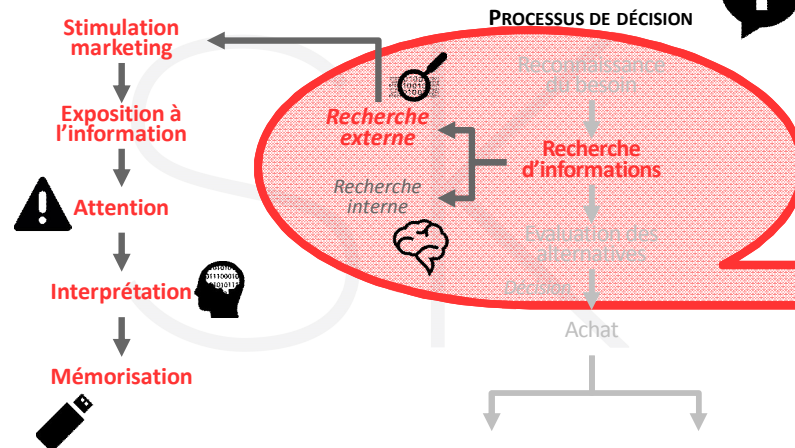 PROCESSUS DE DÉCISION
Stimulation
marketing
Exposition à
l’information
Attention
Interprétation
Mémorisation
Recherche
externe
Recherche
interne
Reconnaissance
du besoin
Recherche
d’informations
Évaluation des
alternatives
Décision
Achat